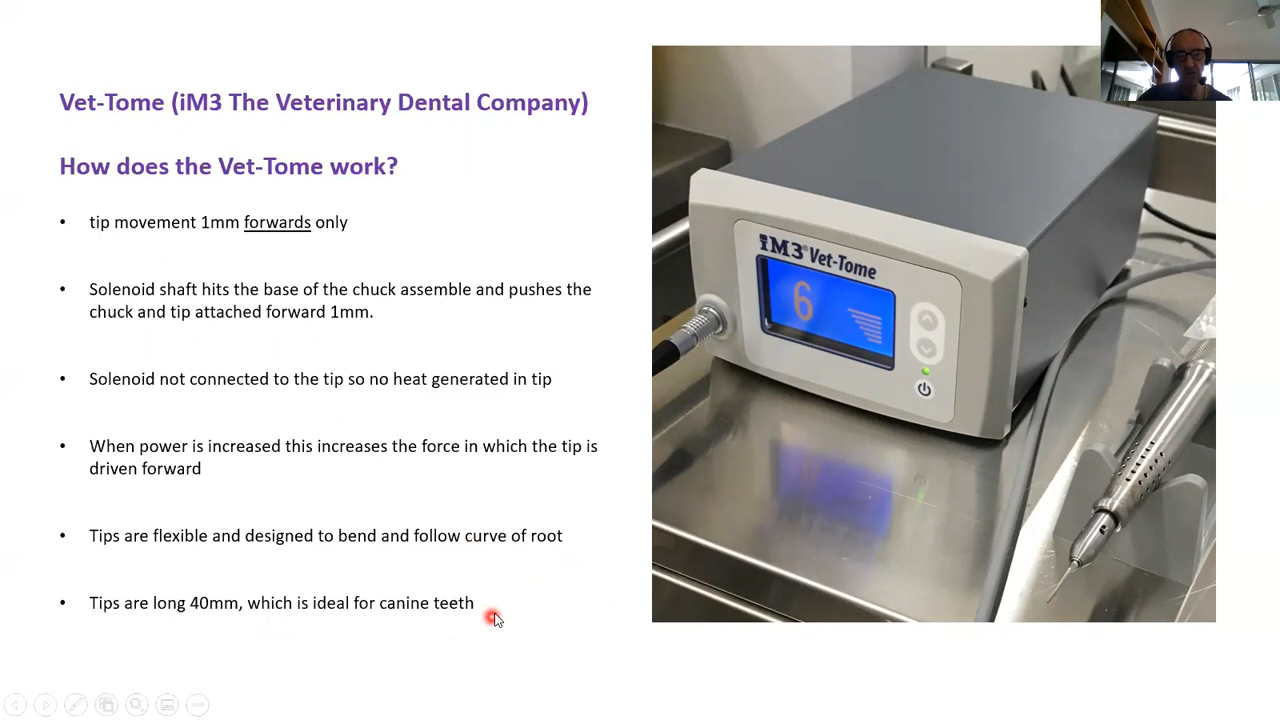 Vet-Tome (iM3 The Veterinary Dental Company)
How does the Vet-Tome work?
• tip movement 1mm forwards only
• Solenoid shaft hits the base of the chuck assemble and pushes the
chuck and tip attached forward 1mm.
• Solenoid not connected to the tip so no heat generated in tip
• When power is increased this increases the force in which the tip is
driven forward
• Tips are flexible and designed to bend and follow curve of root
• Tips are long 40mm, which is ideal for canine teeth
iM3® Vet-Tome
6